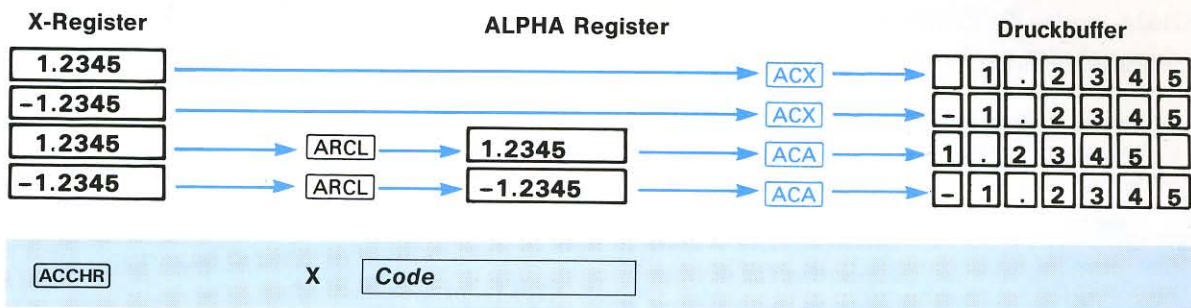 X-Register ALPHA Register Druckbuffer
1.2345 ACX 1.2345
-1.2345 ACX -1.2345
1.2345 ARCL 1.2345 ACA 1.2345
-1.2345 ARCL -1.2345 ACA -1.2345
ACCHR X Code